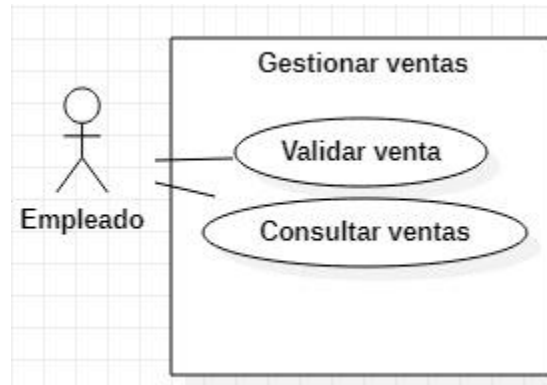 Gestionar ventas
Validar venta
Empleado
Consultar ventas